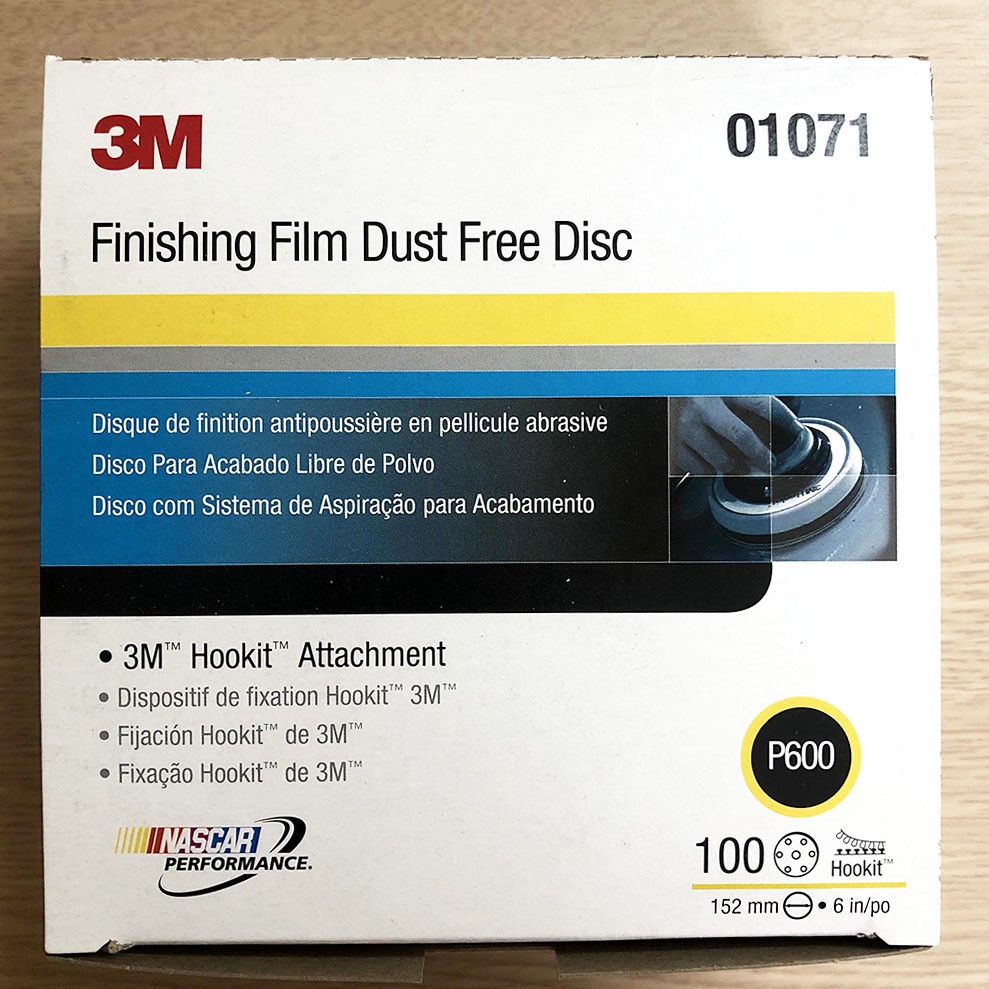 3M
01071
Finishing Film Dust Free Disc
Disque de finition antipoussière en pellicule abrasive
Disco Para Acabado Libre de Polvo
Disco com Sistema de Aspiração para Acabamento
• 3M™ Hookit™ Attachment
• Dispositif de fixation Hookit™ 3M™
• Fijación Hookit™ de 3M™
• Fixação Hookit™ de 3M™
P600
NASCAR
PERFORMANCE.
100
Hookit™
152 mm • 6 in/po